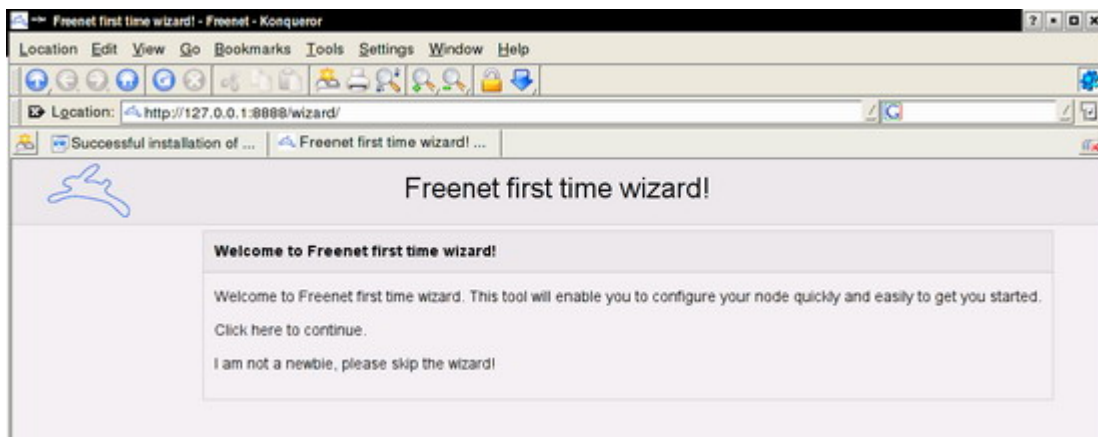 Freenet first time wizard! - Freenet - Konqueror
Location Edit View Go Bookmarks Tools Settings Window Help
Location: http://127.0.0.1:8888/wizard/
Successful installation of ... Freenet first time wizard! ...
Freenet first time wizard!
Welcome to Freenet first time wizard!
Welcome to Freenet first time wizard. This tool will enable you to configure your node quickly and easily to get you started.
Click here to continue.
I am not a newbie, please skip the wizard!